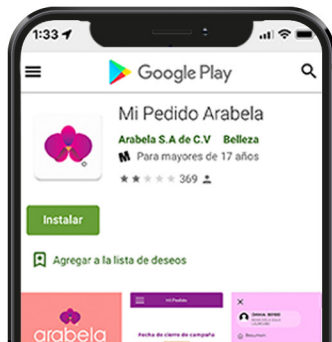 1:33
Google Play
Mi Pedido Arabela
Arabela S.A de C.V Belleza
M Para mayores de 17 años
369
Instalar
Agregar a la lista de deseos
arabela
Mi Pedido
Fecha de cierre de campaña
Resumen